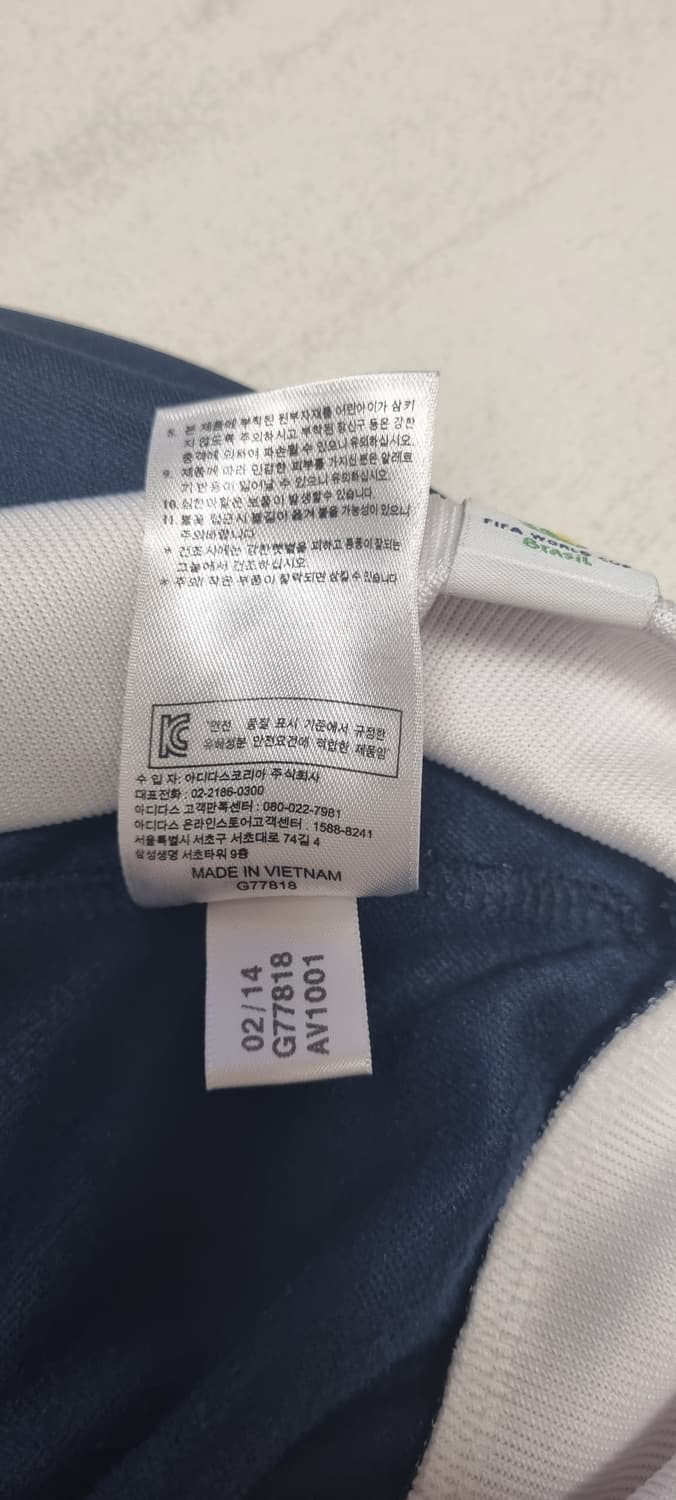 8. 본 제품에 부착된 원부자재를 어린아이가 삼키
지 않도록 주의하시고 부착된 장신구 등은 강한
충격에 의하여 파손될 수 있으니 유의하십시오.
9. 제품에 따라 민감한 피부를 가지신 분은 알레르
기 반응이 일어날 수 있으니 유의하십시오.
10. 심한 마찰은 보풀이 발생할수 있습니다.
11. 불꽃 접근시 불길이 옮겨 붙을 가능성이 있으니
주의바랍니다
* 건조시에는 강한햇볕을 피하고 통풍이 잘되는
그늘에서 건조하십시오
* 주의! 작은 부품이 탈락되면 삼킬수 있습니다
FIFA WORLD CUP
Brasil
"안전 품질 표시 기준에서 규정한
유해성분 안전요건에 적합한 제품임"
수 입 자: 아디다스코리아 주식회사
대표전화 : 02-2186-0300
아디다스 고객만족센터 : 080-022-7981
아디다스 온라인스토어고객센터 : 1588-8241
서울특별시 서초구 서초대로 74길 4
삼성생명 서초타워 9층
MADE IN VIETNAM
G77818
02/14
G77818
AV1001